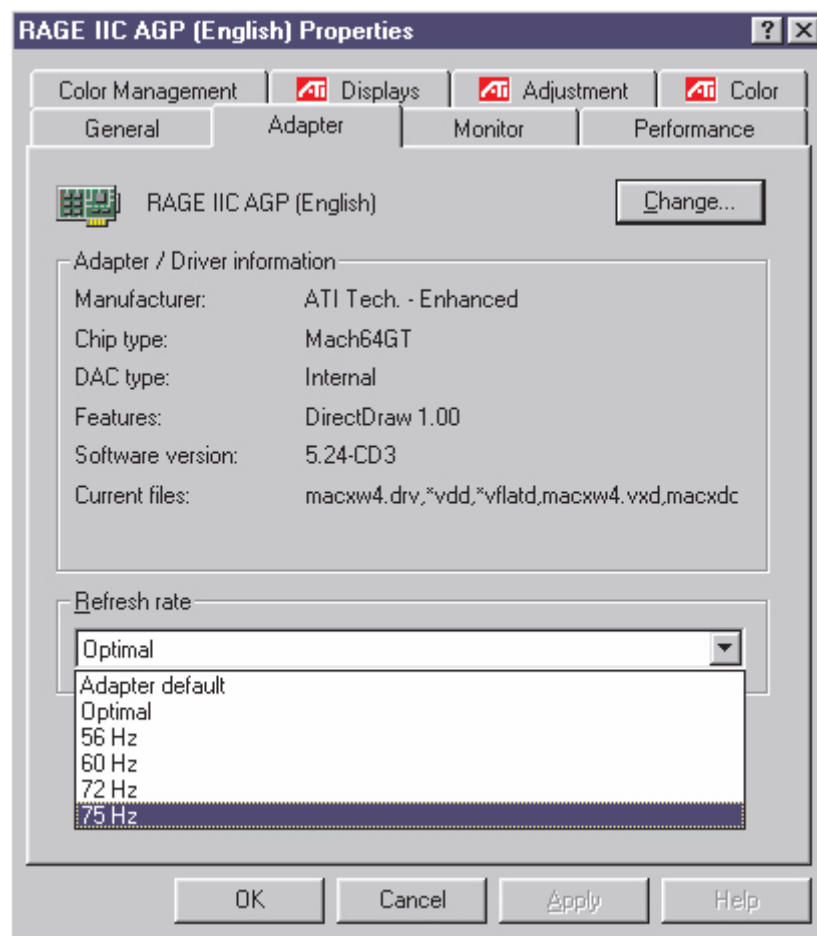 RAGE IIC AGP (English) Properties ? ×
Color Management ATI Displays ATI Adjustment ATI Color
General Adapter Monitor Performance
RAGE IIC AGP (English) Change...
Adapter / Driver information
Manufacturer: ATI Tech. - Enhanced
Chip type: Mach64GT
DAC type: Internal
Features: DirectDraw 1.00
Software version: 5.24-CD3
Current files: macxw4.drv,*vdd,*vflatd,macxw4.vxd,macxdc
Refresh rate
Optimal
Adapter default
Optimal
56 Hz
60 Hz
72 Hz
75 Hz
OK Cancel Apply Help